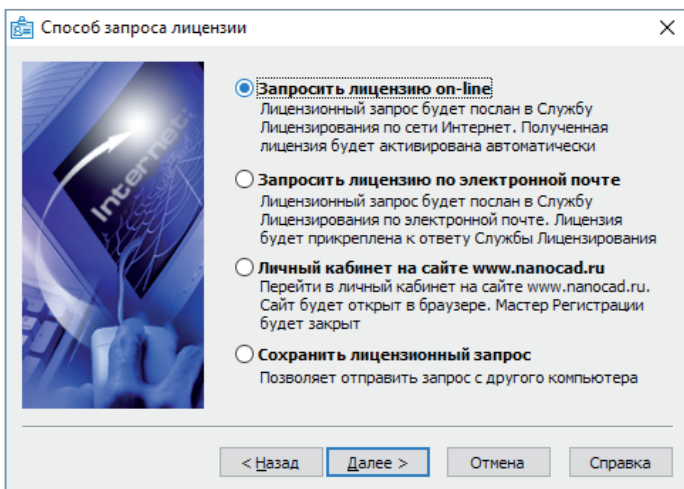 Способ запроса лицензии
Internet
Запросить лицензию on-line
Лицензионный запрос будет послан в Службу
Лицензирования по сети Интернет. Полученная
лицензия будет активирована автоматически
Запросить лицензию по электронной почте
Лицензионный запрос будет послан в Службу
Лицензирования по электронной почте. Лицензия
будет прикреплена к ответу Службы Лицензирования
Личный кабинет на сайте www.nanocad.ru
Перейти в личный кабинет на сайте www.nanocad.ru.
Сайт будет открыт в браузере. Мастер Регистрации
будет закрыт
Сохранить лицензионный запрос
Позволяет отправить запрос с другого компьютера
< Назад Далее > Отмена Справка